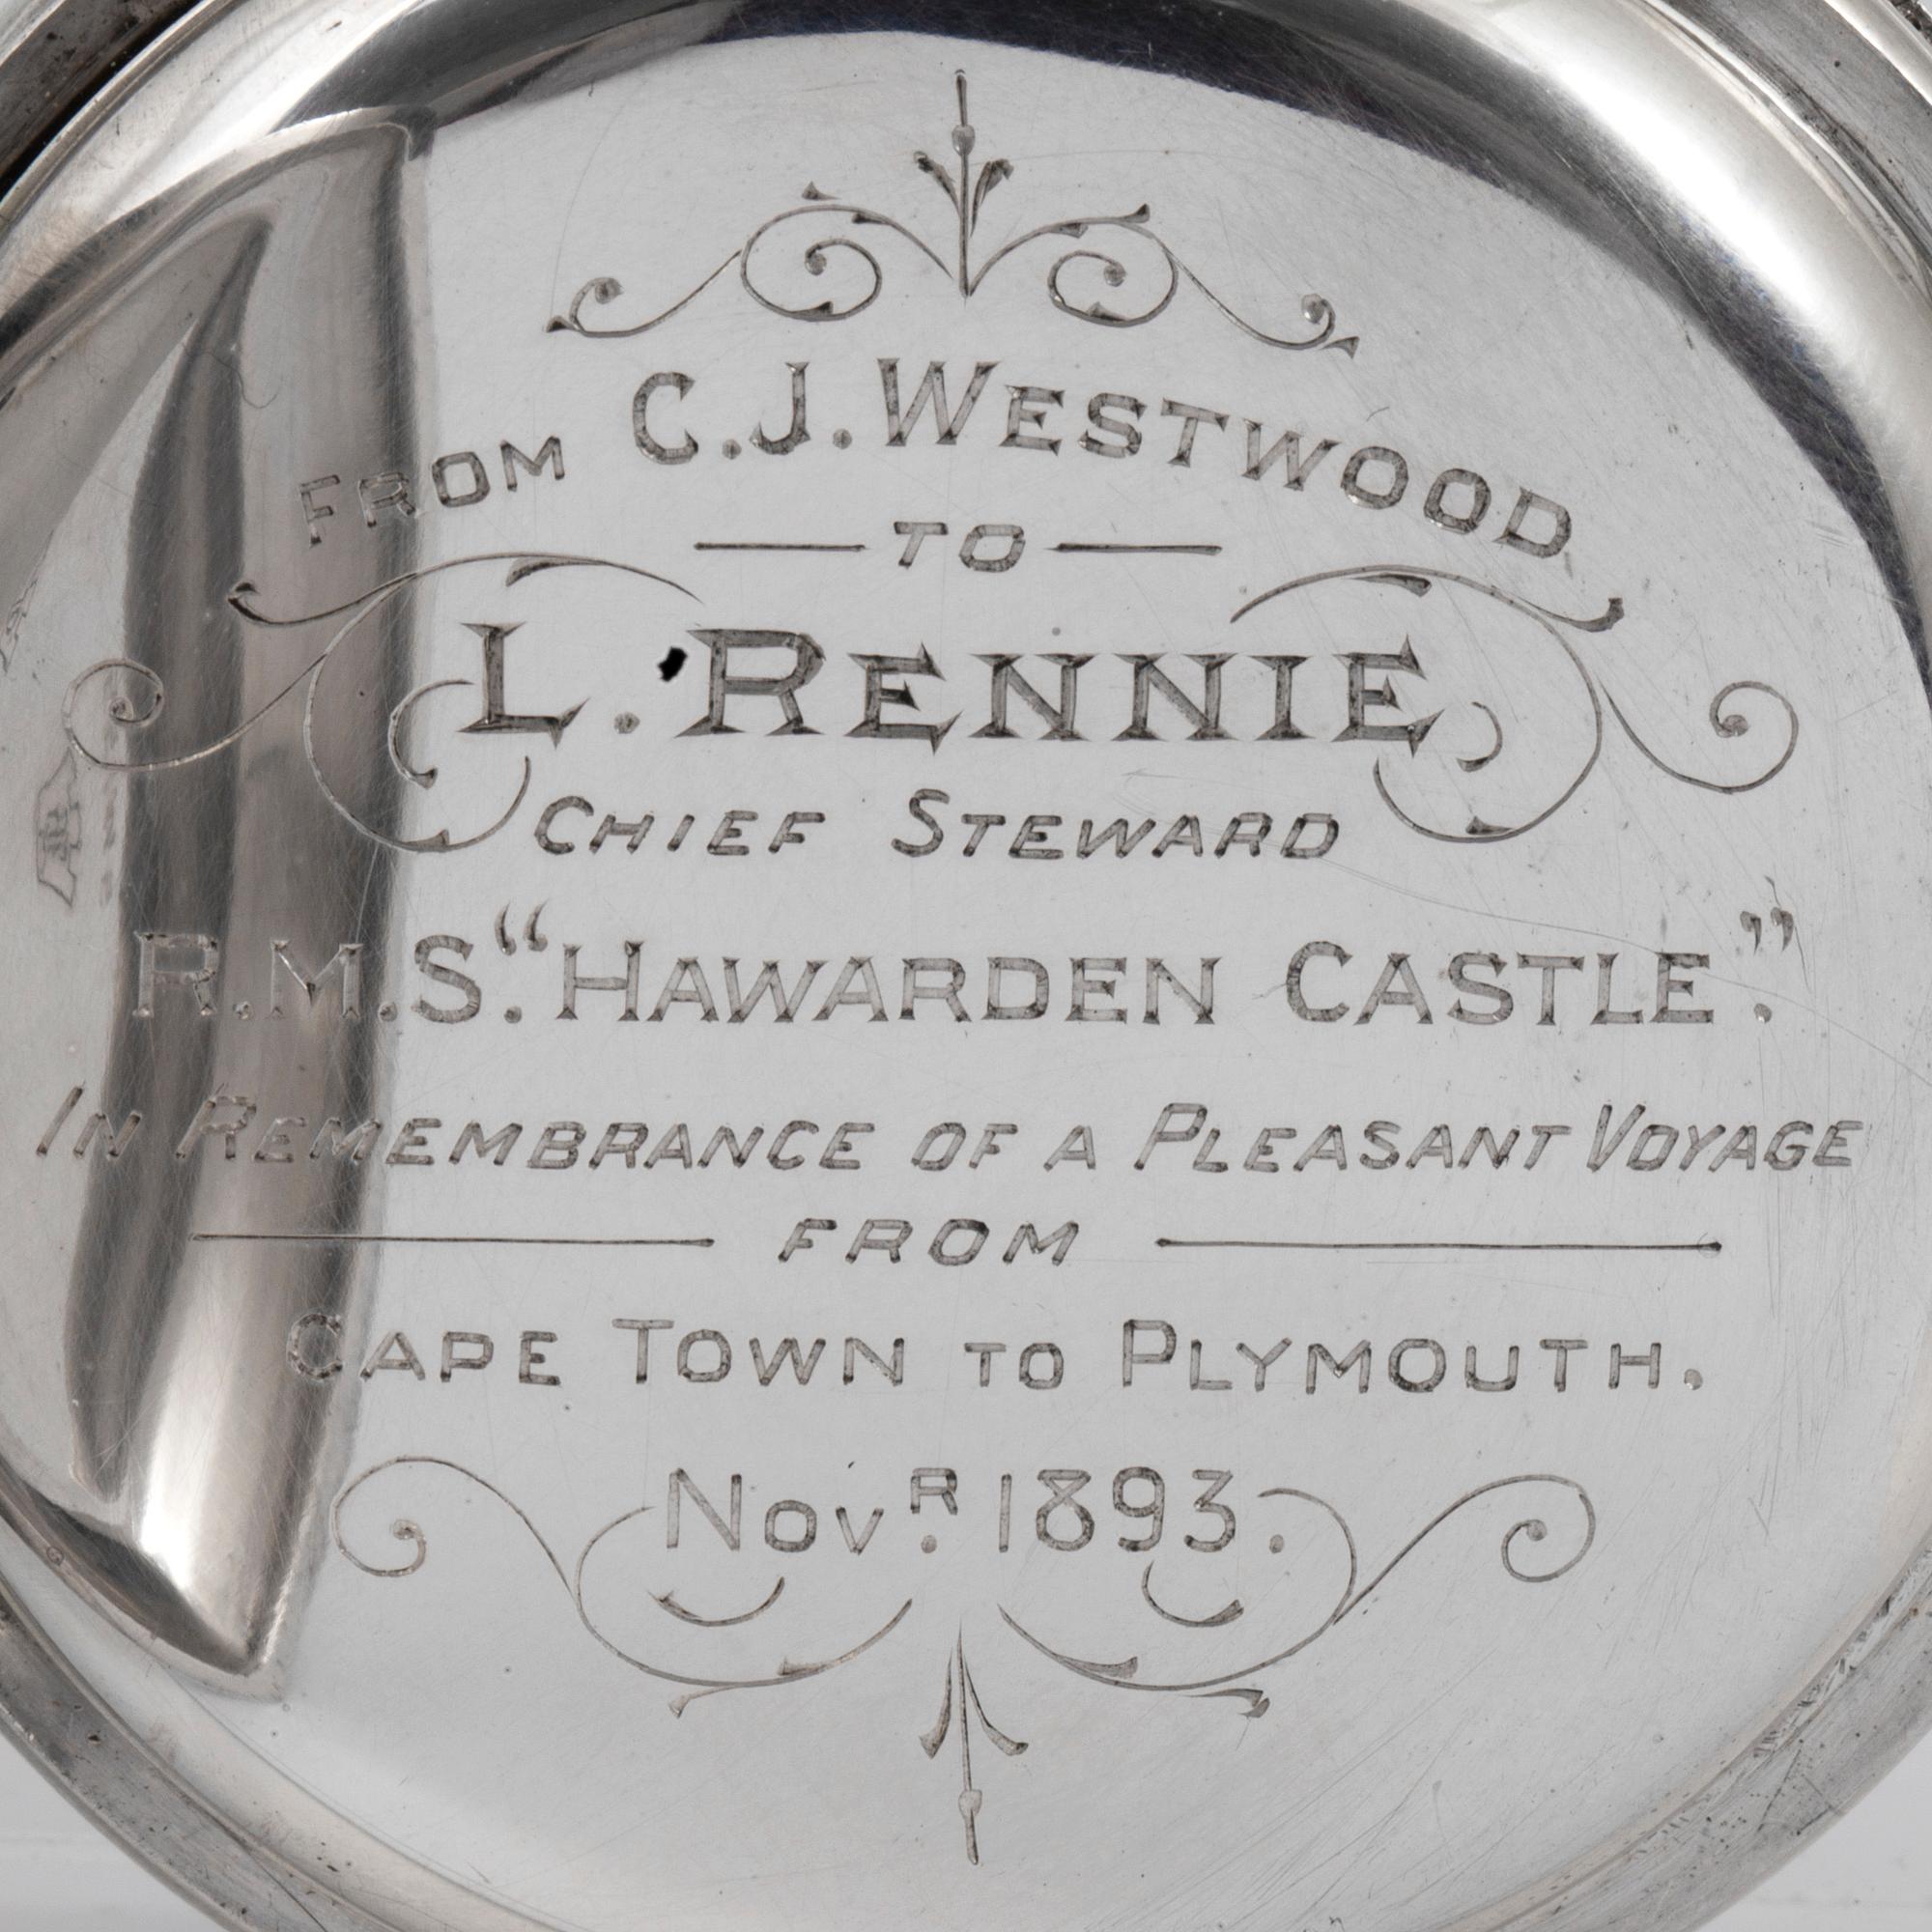 FROM C.J. WESTWOOD
TO
L. RENNIE
CHIEF STEWARD
R.M.S. “HAWARDEN CASTLE.”
IN REMEMBRANCE OF A PLEASANT VOYAGE
FROM
CAPE TOWN TO PLYMOUTH.
NOVR. 1893.